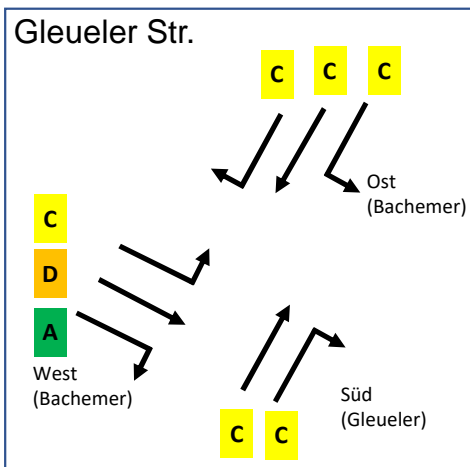 Gleueler Str.
C C C
Ost
(Bachemer)
C
D
A
West
(Bachemer)
Süd
(Gleueler)
C C